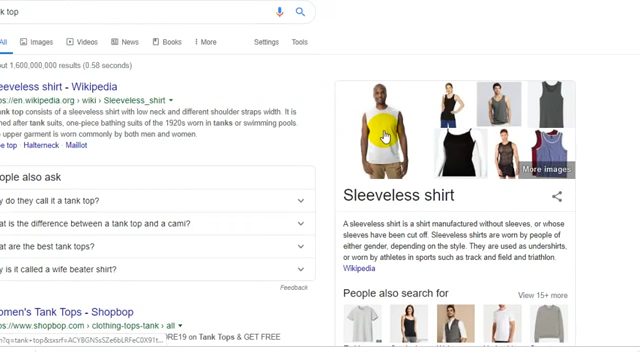 k top
All Images Videos News Books More Settings Tools
out 1,600,000,000 results (0.58 seconds)
eeveless shirt - Wikipedia
ps://en.wikipedia.org › wiki › Sleeveless_shirt
ank top consists of a sleeveless shirt with low neck and different shoulder straps width. It is
med after tank suits, one-piece bathing suits of the 1920s worn in tanks or swimming pools.
upper garment is worn commonly by both men and women.
be top Halterneck Maillot
ople also ask
y do they call it a tank top?
at is the difference between a tank top and a cami?
at are the best tank tops?
y is it called a wife beater shirt?
Feedback
omen's Tank Tops - Shopbop
ps://www.shopbop.com › clothing-tops-tank › all
RE19 on Tank Tops & GET FREE
More images
Sleeveless shirt
A sleeveless shirt is a shirt manufactured without sleeves, or whose
sleeves have been cut off. Sleeveless shirts are worn by people of
either gender, depending on the style. They are used as undershirts,
or worn by athletes in sports such as track and field and triathlon.
Wikipedia
People also search for View 15+ more